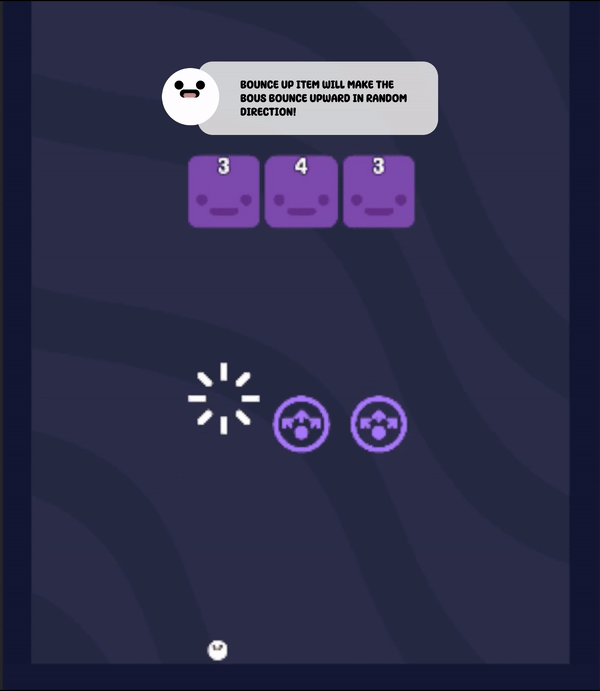 BOUNCE UP ITEM WILL MAKE THE
BOUS BOUNCE UPWARD IN RANDOM
DIRECTION!
3 4 3